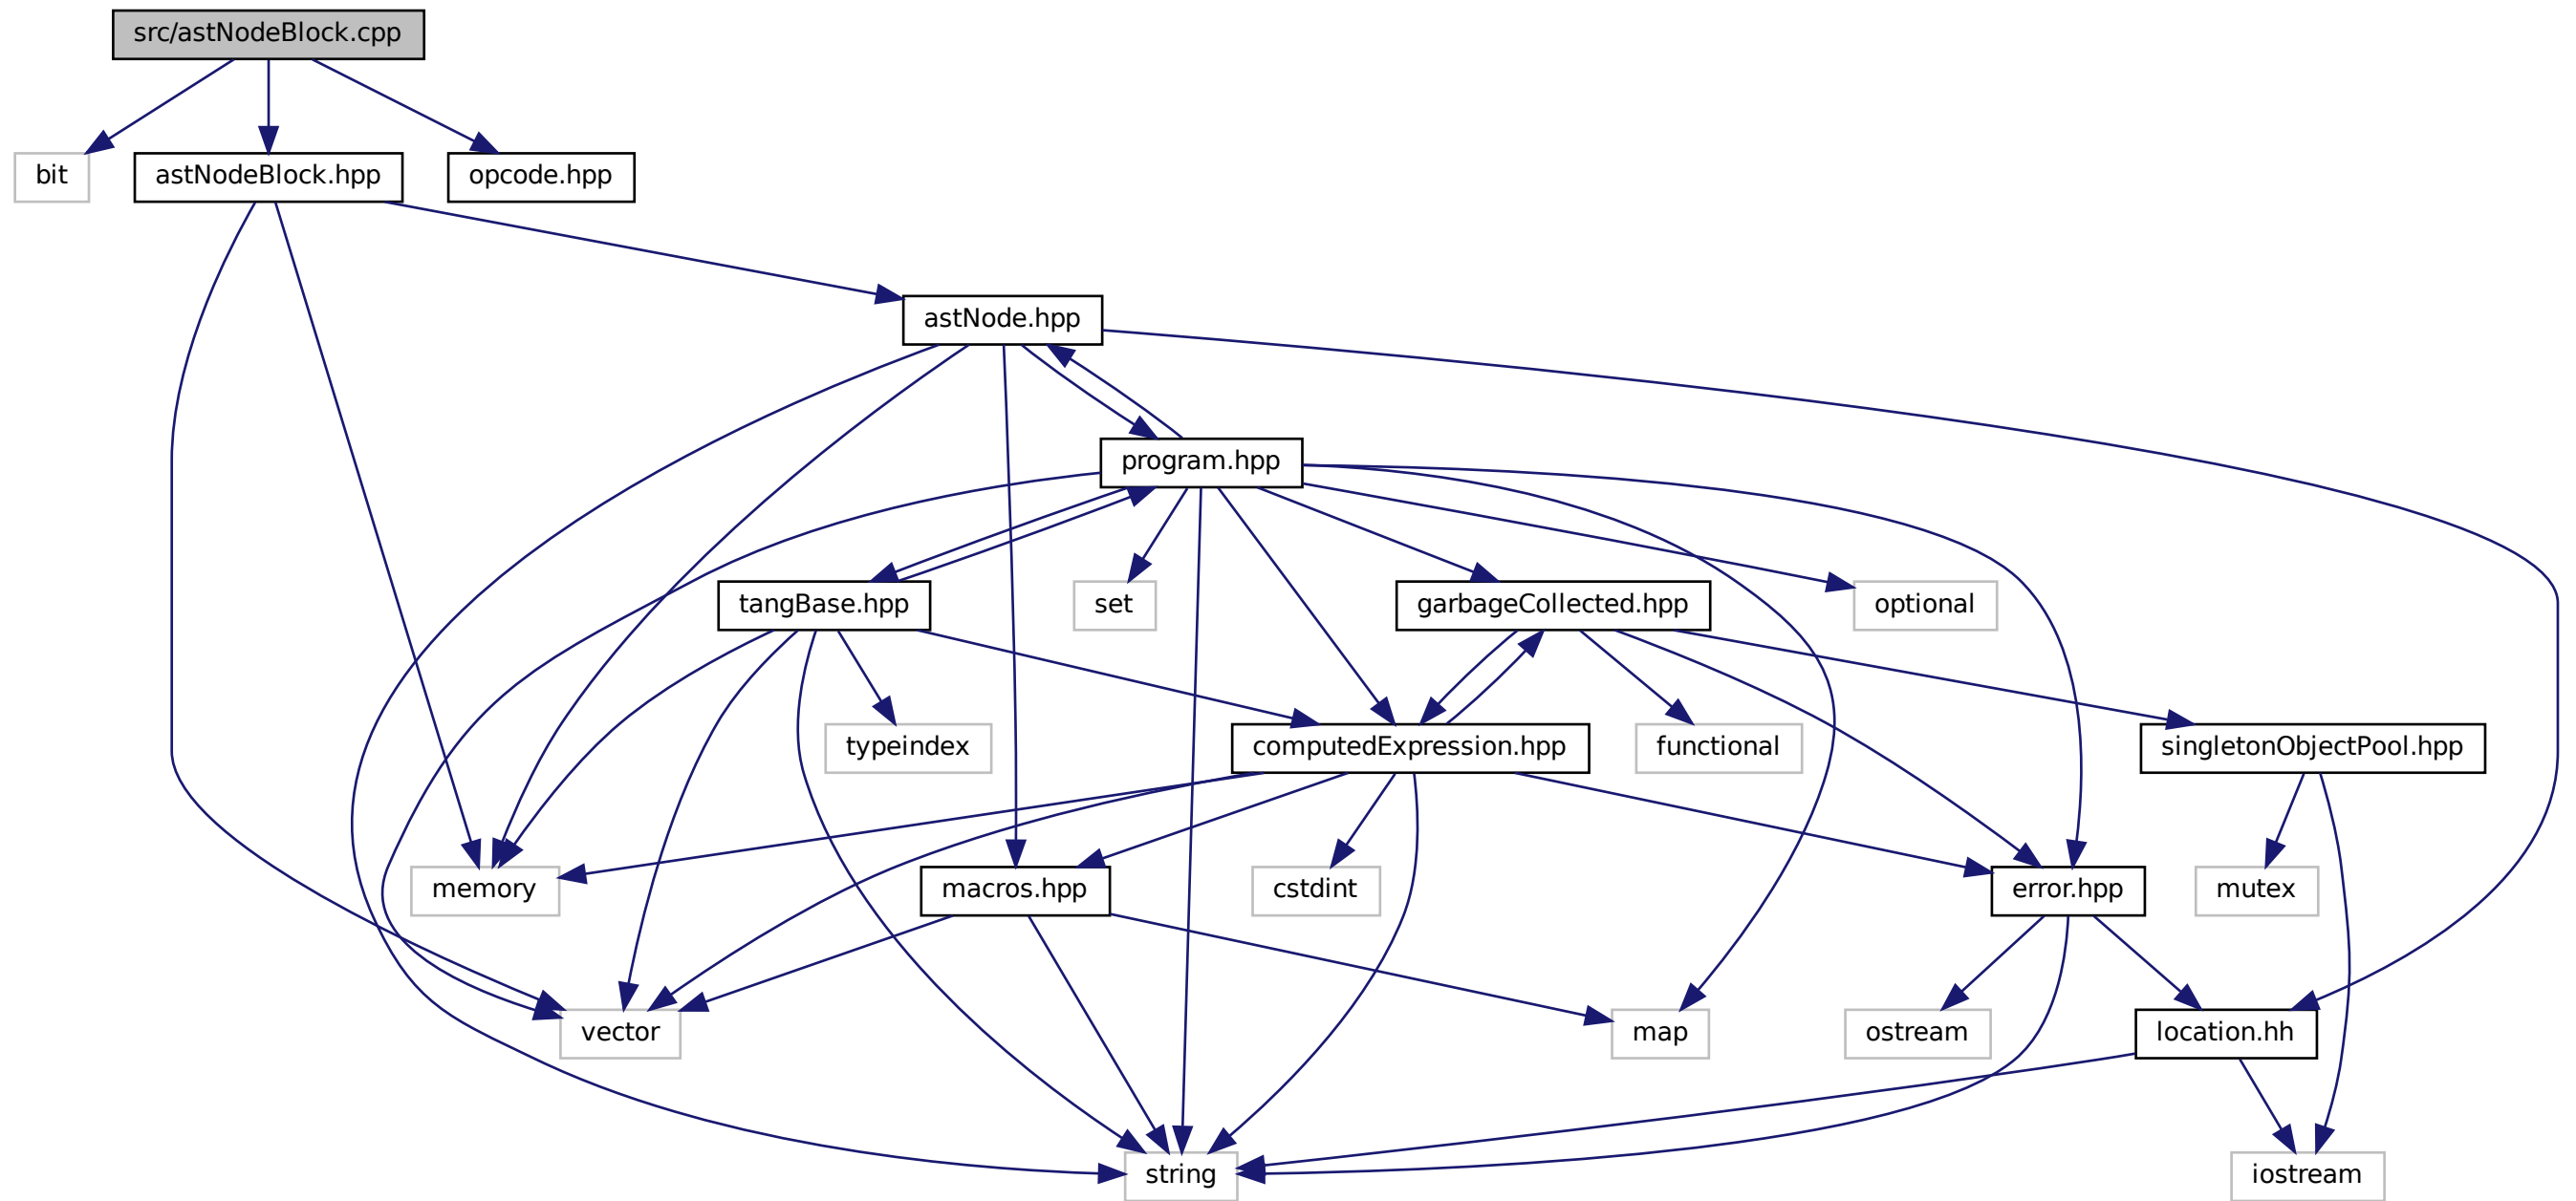 src/astNodeBlock.cpp
bit
astNodeBlock.hpp
opcode.hpp
astNode.hpp
program.hpp
tangBase.hpp
set
garbageCollected.hpp
optional
typeindex
computedExpression.hpp
functional
singletonObjectPool.hpp
memory
macros.hpp
cstdint
error.hpp
mutex
vector
map
ostream
location.hh
string
iostream